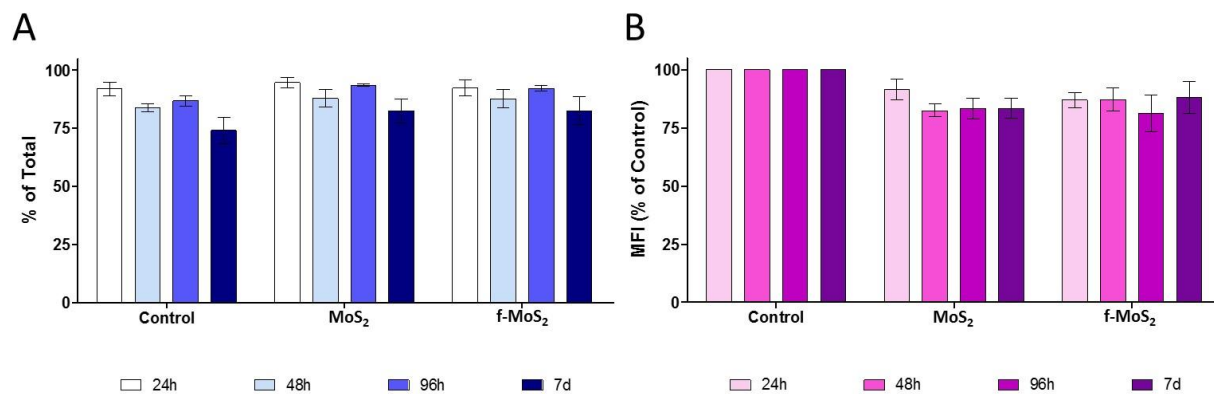 A
% of Total
100
75
50
25
0
Control
MoS₂
f-MoS₂
24h
48h
96h
7d
B
MFI (% of Control)
100
75
50
25
0
Control
MoS₂
f-MoS₂
24h
48h
96h
7d